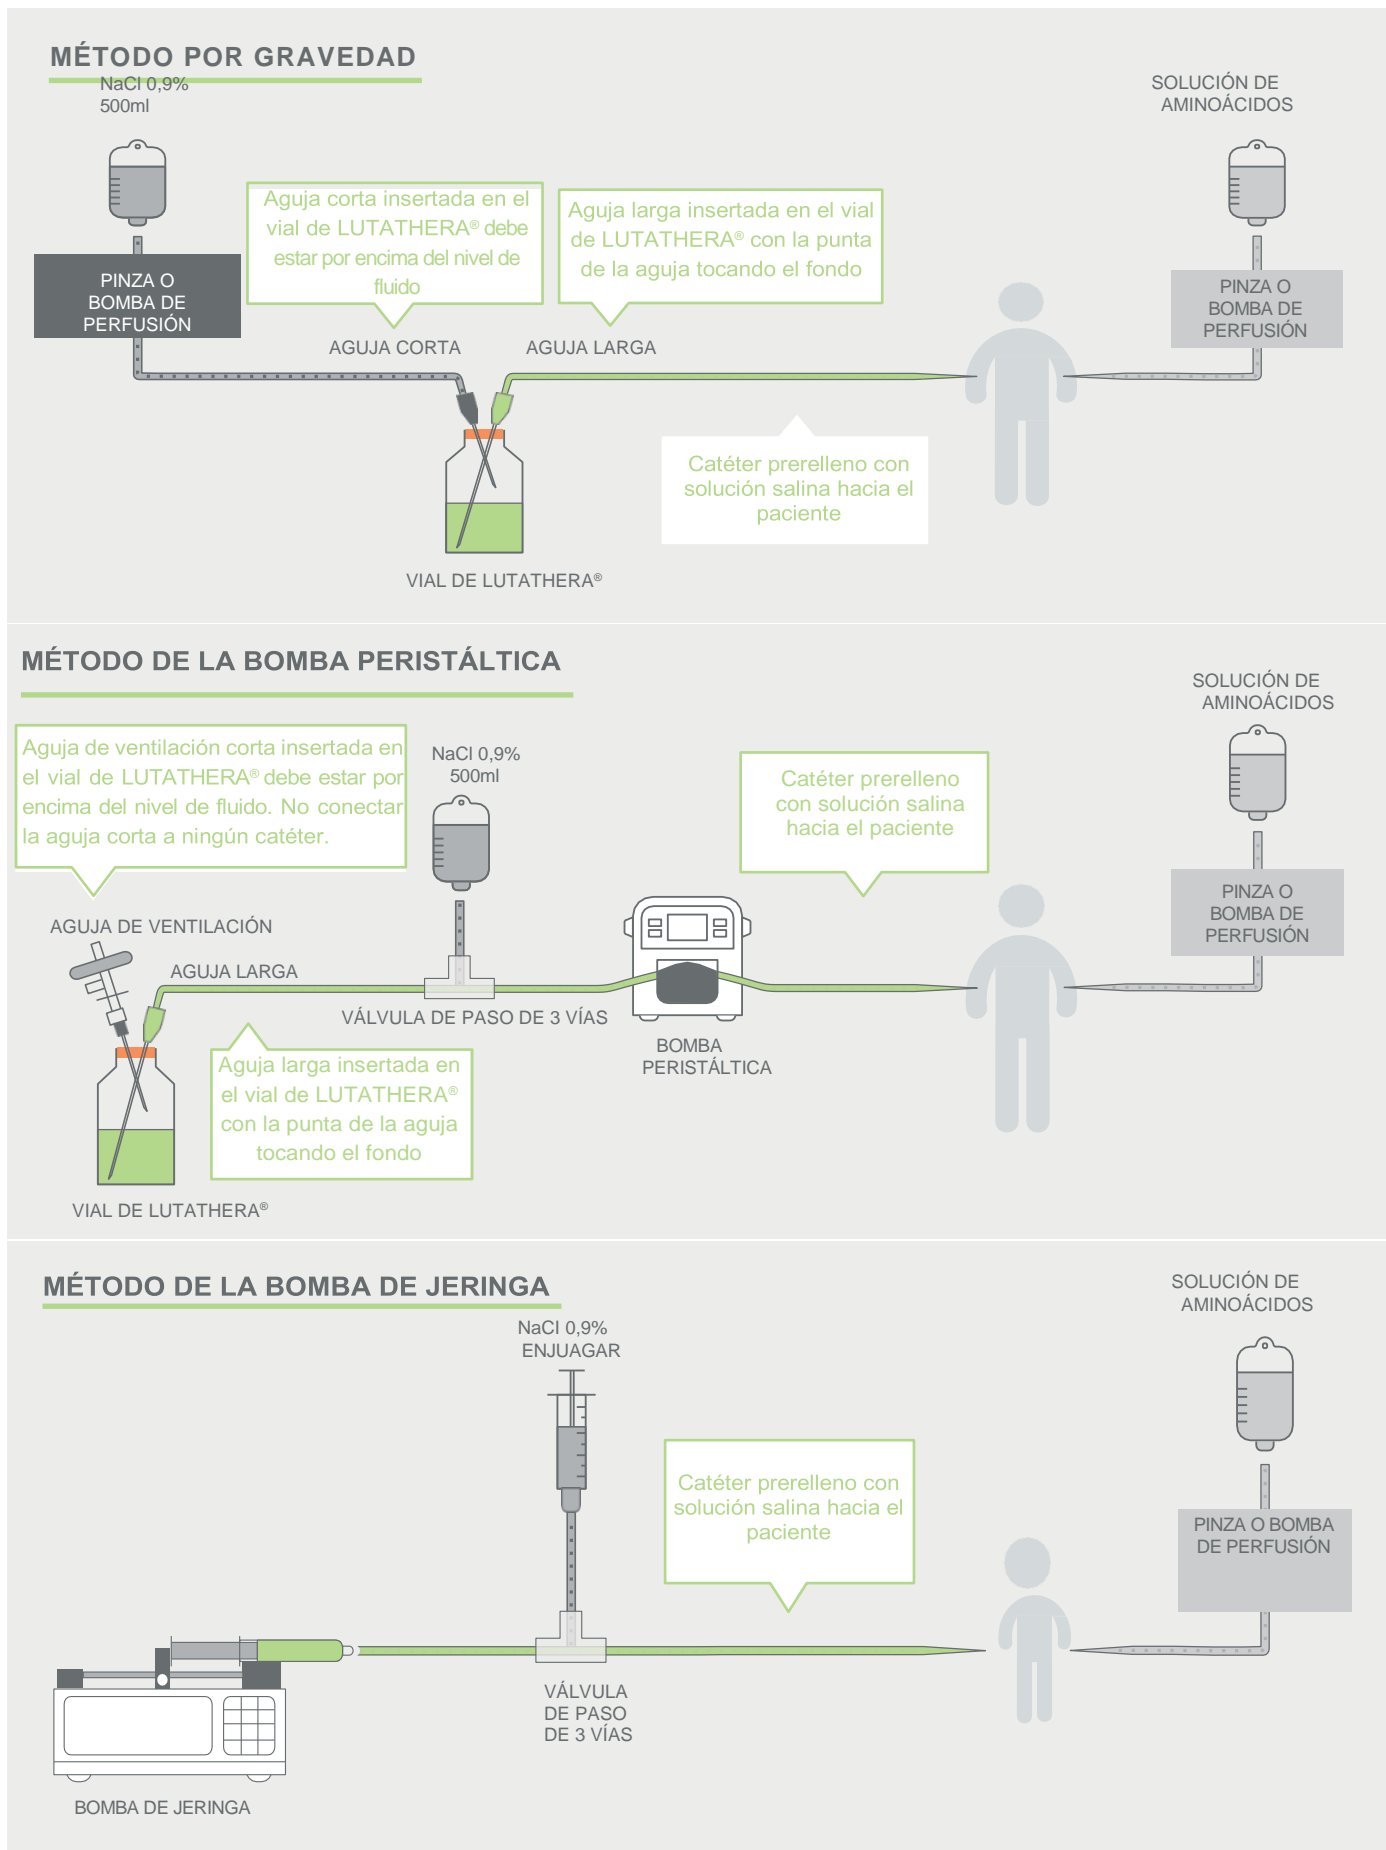 MÉTODO POR GRAVEDAD
NaCl 0,9%
500ml
SOLUCIÓN DE
AMINOÁCIDOS
Aguja corta insertada en el
vial de LUTATHERA® debe
estar por encima del nivel de
fluido
Aguja larga insertada en el vial
de LUTATHERA® con la punta
de la aguja tocando el fondo
PINZA O
BOMBA DE
PERFUSIÓN
PINZA O
BOMBA DE
PERFUSIÓN
AGUJA CORTA
AGUJA LARGA
Catéter prerelleno con
solución salina hacia el
paciente
VIAL DE LUTATHERA®
MÉTODO DE LA BOMBA PERISTÁLTICA
SOLUCIÓN DE
AMINOÁCIDOS
Aguja de ventilación corta insertada en
el vial de LUTATHERA® debe estar por
encima del nivel de fluido. No conectar
la aguja corta a ningún catéter.
NaCl 0,9%
500ml
Catéter prerelleno
con solución salina
hacia el paciente
PINZA O
BOMBA DE
PERFUSIÓN
AGUJA DE VENTILACIÓN
AGUJA LARGA
VÁLVULA DE PASO DE 3 VÍAS
BOMBA
PERISTÁLTICA
Aguja larga insertada en
el vial de LUTATHERA®
con la punta de la aguja
tocando el fondo
VIAL DE LUTATHERA®
MÉTODO DE LA BOMBA DE JERINGA
SOLUCIÓN DE
AMINOÁCIDOS
NaCl 0,9%
ENJUAGAR
Catéter prerelleno con
solución salina hacia el
paciente
PINZA O BOMBA
DE PERFUSIÓN
VÁLVULA
DE PASO
DE 3 VÍAS
BOMBA DE JERINGA